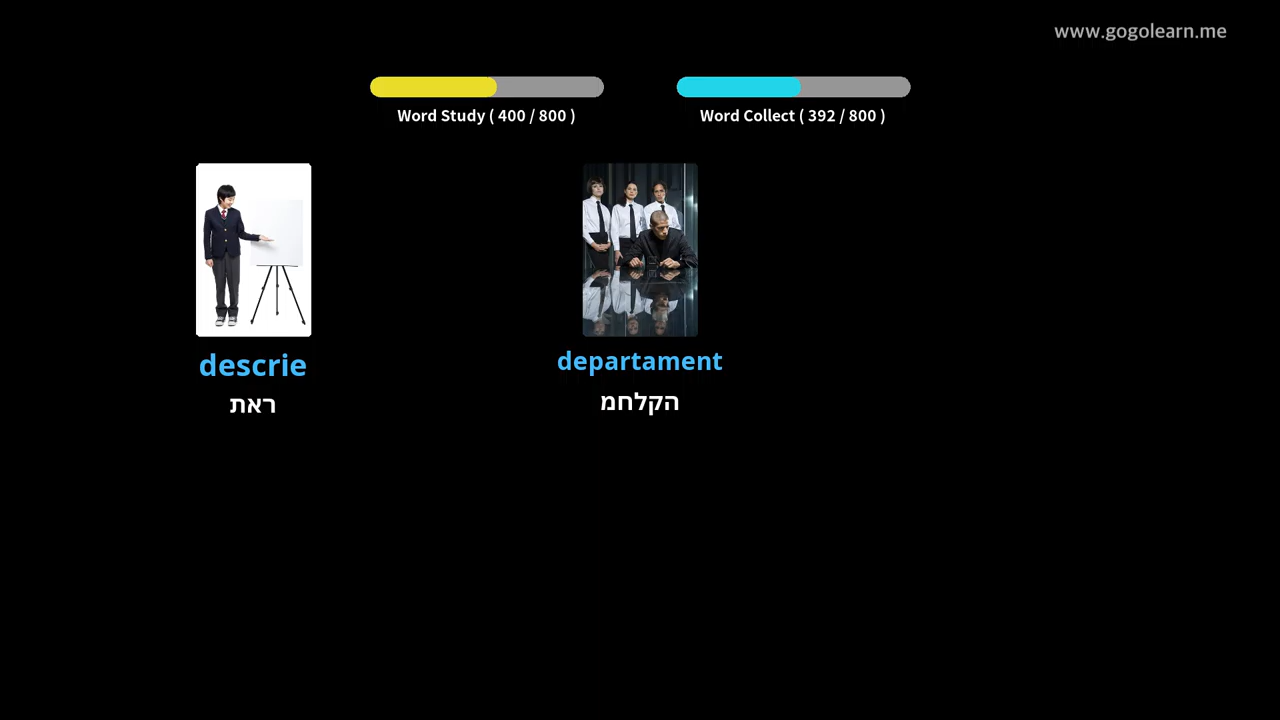 www.gogolearn.me
Word Study ( 400 / 800 )
Word Collect ( 392 / 800 )
descrie
ראת
departament
הקלחמ